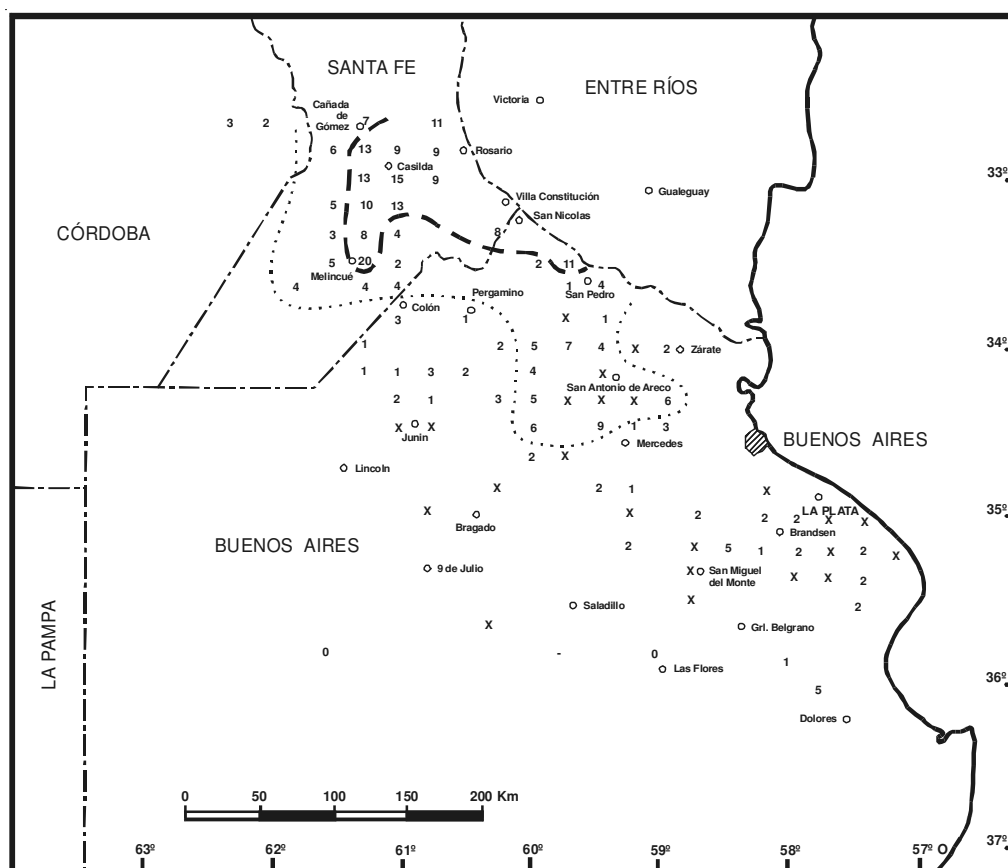 SANTA FE
ENTRE RÍOS
Victoria
Cañada
de
Gómez
3 2 7 11
6 13 9 9 Rosario
Casilda
13 15 9
33º
Gualeguay
Villa Constitución
5 10 13
San Nicolas
CÓRDOBA
3 8 4 8
5 20 2 2 11
Melincué
4 4 4 1 4
San Pedro
Pergamino
Colón
3 1 X 1
34º
1 2 5 7 4 X 2 Zárate
1 1 3 2 4 X
San Antonio de Areco
2 1 3 5 X X X 6
X X 6 9 1 3
Junin
Mercedes
BUENOS AIRES
2 X
Lincoln
X 2 1 X
LA PLATA
X X 2 2 2 X X
35º
Bragado
Brandsen
BUENOS AIRES
2 X 5 1 2 X 2 X
9 de Julio
X San Miguel
del Monte
X X 2
X 2
Saladillo
X
Grl. Belgrano
0 - 0 1
Las Flores
36º
5
Dolores
LA PAMPA
0 50 100 150 200 Km
37º
63º 62º 61º 60º 59º 58º 57º O